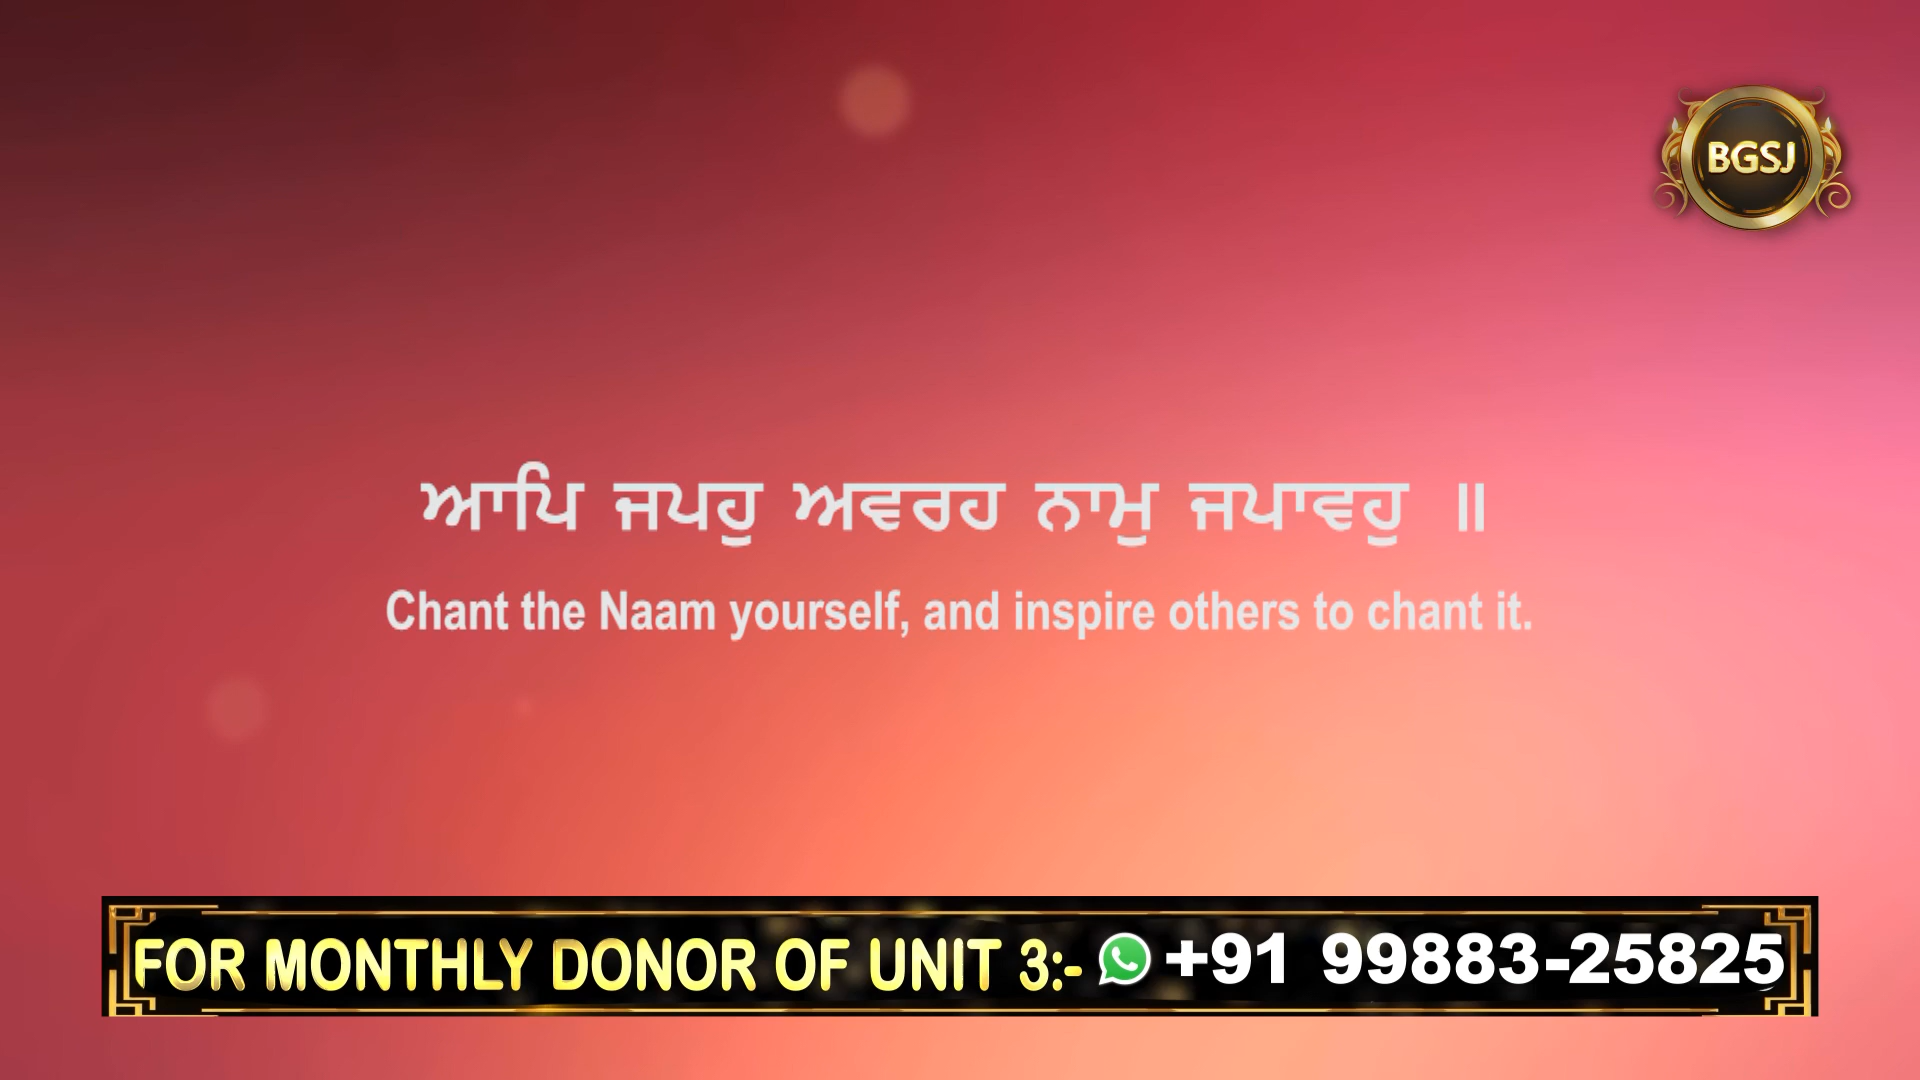 BGSJ
ਆਪਿ ਜਪਹੁ ਅਵਰਹ ਨਾਮੁ ਜਪਾਵਹੁ ॥
Chant the Naam yourself, and inspire others to chant it.
FOR MONTHLY DONOR OF UNIT 3:- +91 99883-25825